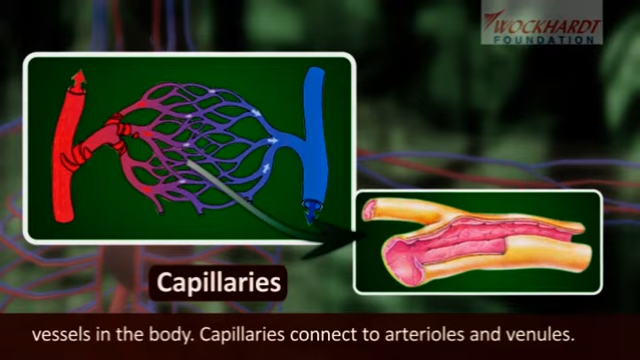 WOCKHARDT
FOUNDATION
Capillaries
vessels in the body. Capillaries connect to arterioles and venules.